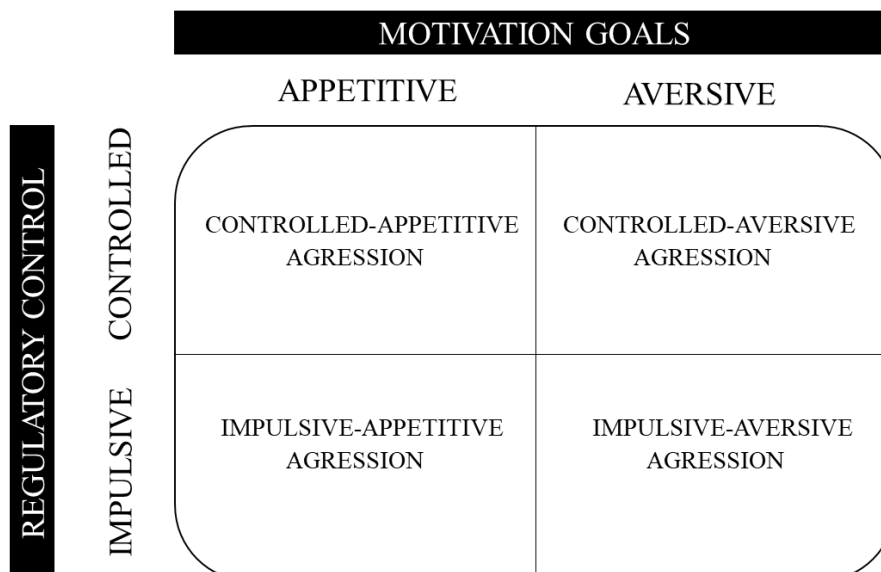 MOTIVATION GOALS
APPETITIVE
AVERSIVE
REGULATORY CONTROL
CONTROLLED
CONTROLLED-APPETITIVE
AGRESSION
CONTROLLED-AVERSIVE
AGRESSION
IMPULSIVE
IMPULSIVE-APPETITIVE
AGRESSION
IMPULSIVE-AVERSIVE
AGRESSION